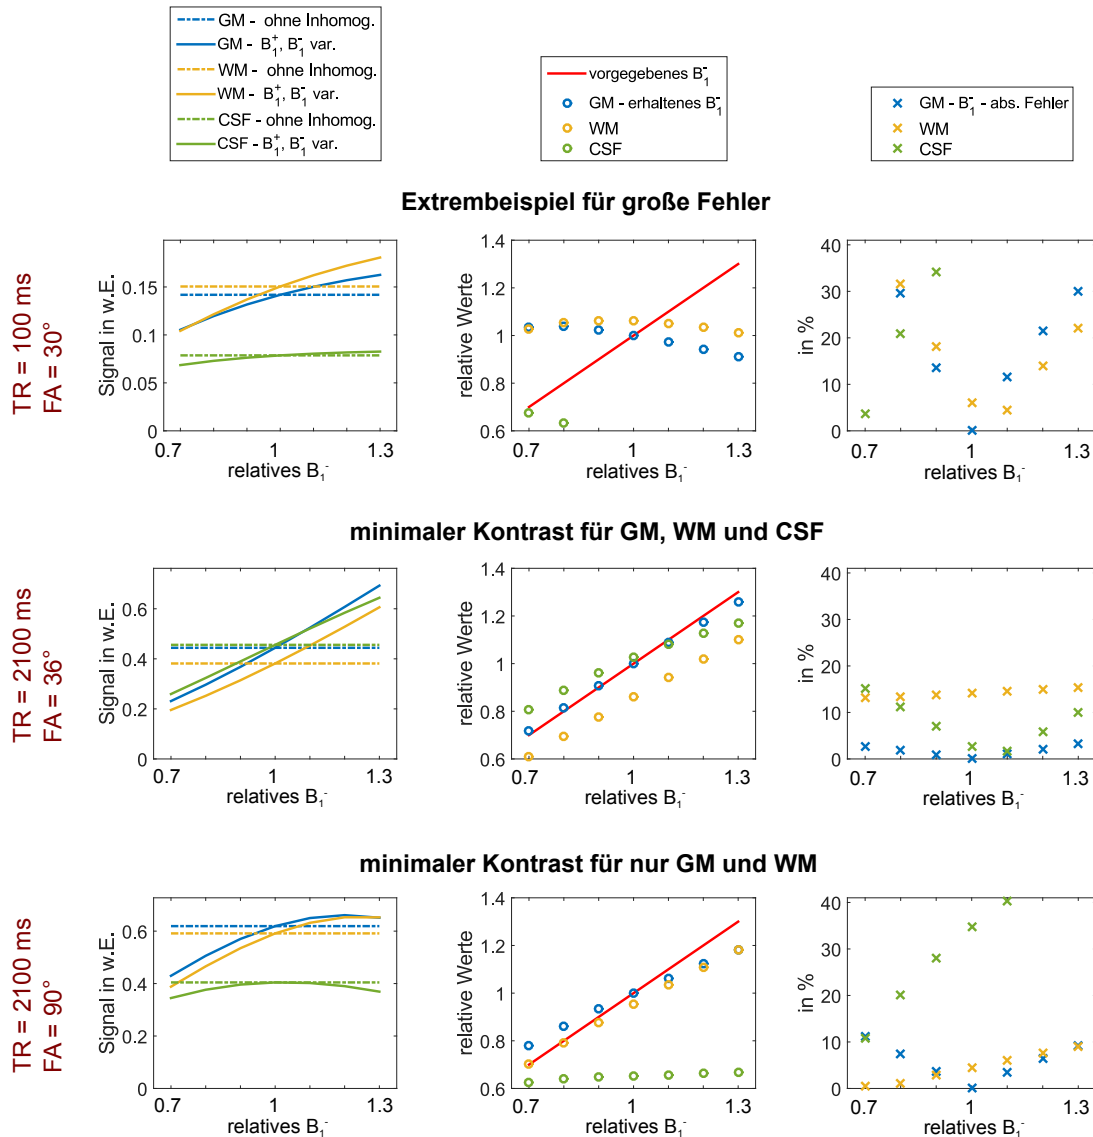 GM - ohne Inhomog.
GM - B₁⁺, B₁⁻ var.
WM - ohne Inhomog.
WM - B₁⁺, B₁⁻ var.
CSF - ohne Inhomog.
CSF - B₁⁺, B₁⁻ var.
vorgegebenes B₁⁻
GM - erhaltenes B₁⁻
WM
CSF
GM - B₁⁻ - abs. Fehler
WM
CSF
Extrembeispiel für große Fehler
TR = 100 ms
FA = 30°
Signal in w.E.
0.15
0.1
0.05
0
0.7 1 1.3
relatives B₁⁻
relative Werte
1.4
1.2
1
0.8
0.6
0.7 1 1.3
relatives B₁⁻
in %
40
30
20
10
0
0.7 1 1.3
relatives B₁⁻
minimaler Kontrast für GM, WM und CSF
TR = 2100 ms
FA = 36°
Signal in w.E.
0.6
0.4
0.2
0
0.7 1 1.3
relatives B₁⁻
relative Werte
1.4
1.2
1
0.8
0.6
0.7 1 1.3
relatives B₁⁻
in %
40
30
20
10
0
0.7 1 1.3
relatives B₁⁻
minimaler Kontrast für nur GM und WM
TR = 2100 ms
FA = 90°
Signal in w.E.
0.6
0.4
0.2
0
0.7 1 1.3
relatives B₁⁻
relative Werte
1.4
1.2
1
0.8
0.6
0.7 1 1.3
relatives B₁⁻
in %
40
30
20
10
0
0.7 1 1.3
relatives B₁⁻